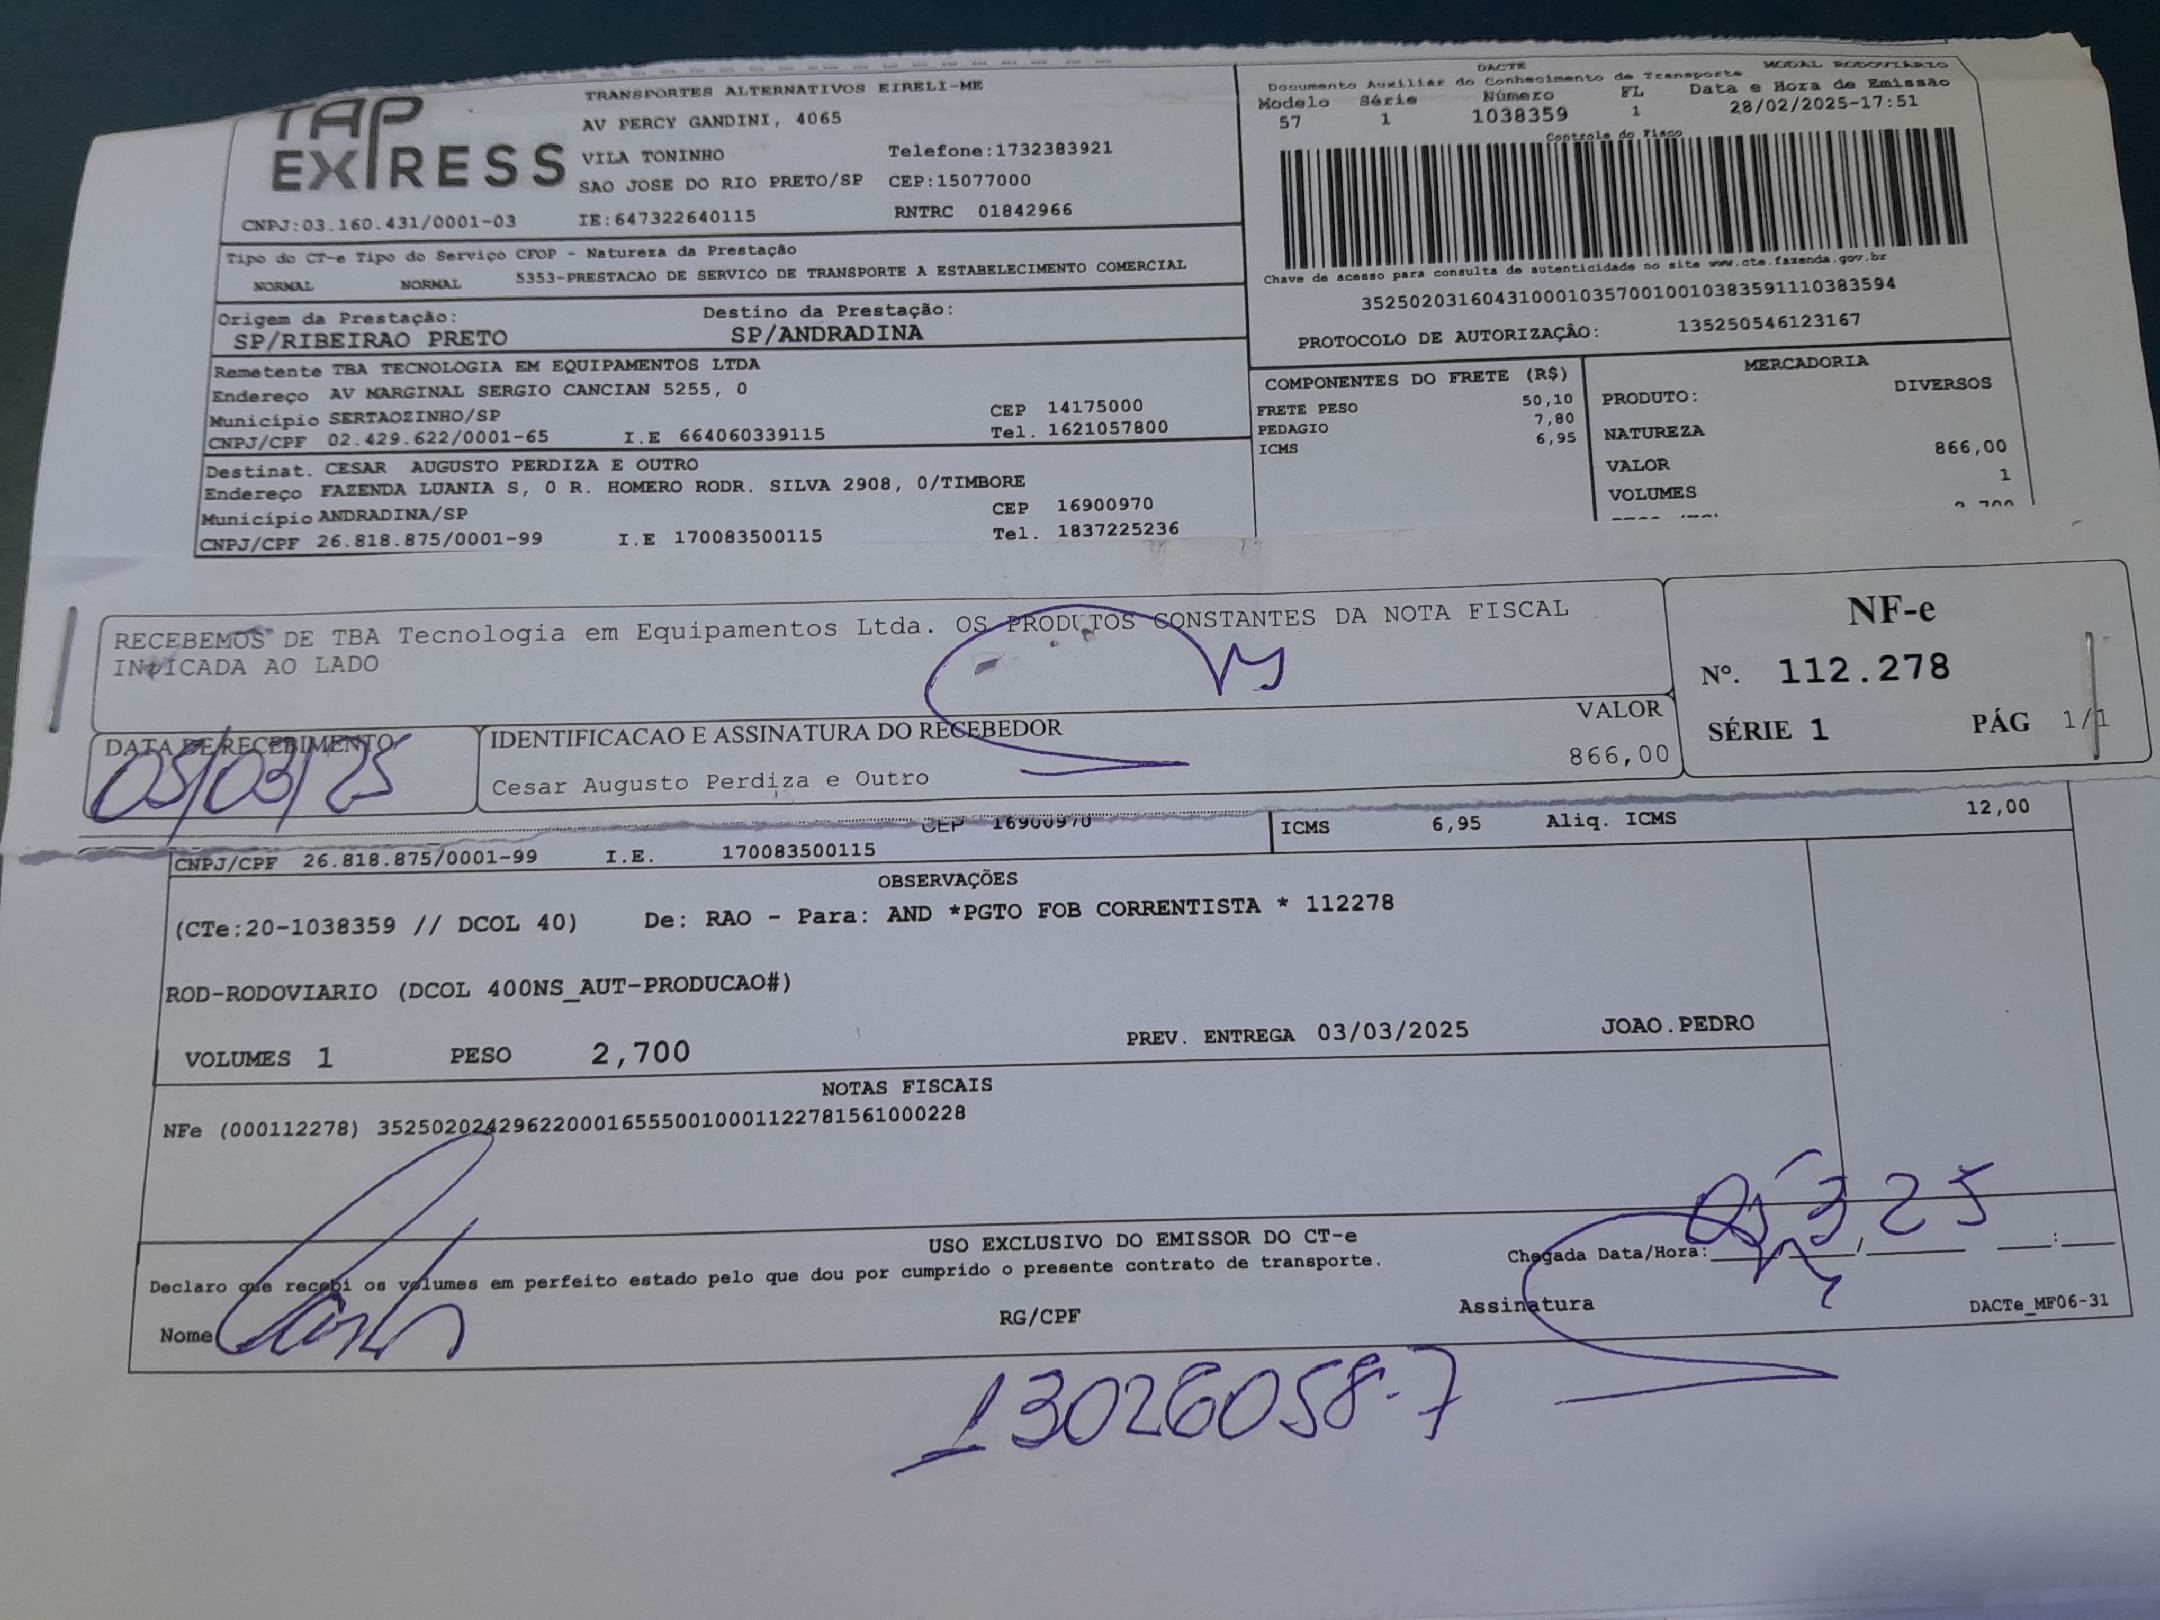 TAP EXPRESS
TRANSPORTES ALTERNATIVOS EIRELI-ME
AV PERCY GANDINI, 4065
VILA TONINHO Telefone:1732383921
SAO JOSE DO RIO PRETO/SP CEP:15077000
CNPJ:03.160.431/0001-03 IE:647322640115 RNTRC 01842966
DACTE MODAL RODOVIÁRIO
Documento Auxiliar do Conhecimento de Transporte
Modelo Série Número FL Data e Hora de Emissão
57 1 1038359 1 28/02/2025-17:51
Controle do Fisco
Chave de acesso para consulta de autenticidade no site www.cte.fazenda.gov.br
35250203160431000103570010010383591110383594
PROTOCOLO DE AUTORIZAÇÂO: 135250546123167
Tipo do CT-e Tipo do Serviço CFOP - Natureza da Prestação
NORMAL NORMAL 5353-PRESTACAO DE SERVICO DE TRANSPORTE A ESTABELECIMENTO COMERCIAL
Origem da Prestação: Destino da Prestação:
SP/RIBEIRAO PRETO SP/ANDRADINA
Remetente TBA TECNOLOGIA EM EQUIPAMENTOS LTDA
Endereço AV MARGINAL SERGIO CANCIAN 5255, 0
Município SERTAOZINHO/SP CEP 14175000
CNPJ/CPF 02.429.622/0001-65 I.E 664060339115 Tel. 1621057800
Destinat. CESAR AUGUSTO PERDIZA E OUTRO
Endereço FAZENDA LUANIA S, 0 R. HOMERO RODR. SILVA 2908, 0/TIMBORE
Município ANDRADINA/SP CEP 16900970
CNPJ/CPF 26.818.875/0001-99 I.E 170083500115 Tel. 1837225236
COMPONENTES DO FRETE (R$)
FRETE PESO 50,10
PEDAGIO 7,80
ICMS 6,95
MERCADORIA
PRODUTO: DIVERSOS
NATUREZA
VALOR 866,00
VOLUMES 1
RECEBEMOS DE TBA Tecnologia em Equipamentos Ltda. OS PRODUTOS CONSTANTES DA NOTA FISCAL
INDICADA AO LADO
DATA DE RECEBIMENTO
05/03/25
IDENTIFICACAO E ASSINATURA DO RECEBEDOR VALOR
Cesar Augusto Perdiza e Outro 866,00
NF-e
Nº. 112.278
SÉRIE 1 PÁG 1/1
CEP 16900970
CNPJ/CPF 26.818.875/0001-99 I.E. 170083500115
ICMS 6,95 Aliq. ICMS 12,00
OBSERVAÇÕES
(CTe:20-1038359 // DCOL 40) De: RAO - Para: AND *PGTO FOB CORRENTISTA * 112278
ROD-RODOVIARIO (DCOL 400NS_AUT-PRODUCAO#)
VOLUMES 1 PESO 2,700 PREV. ENTREGA 03/03/2025 JOAO.PEDRO
NOTAS FISCAIS
NFe (000112278) 35250202429622000165550010001122781561000228
USO EXCLUSIVO DO EMISSOR DO CT-e
Declaro que recebi os volumes em perfeito estado pelo que dou por cumprido o presente contrato de transporte.
Chegada Data/Hora: 05 3 25
Nome RG/CPF Assinatura DACTe_MF06-31
13026058-7